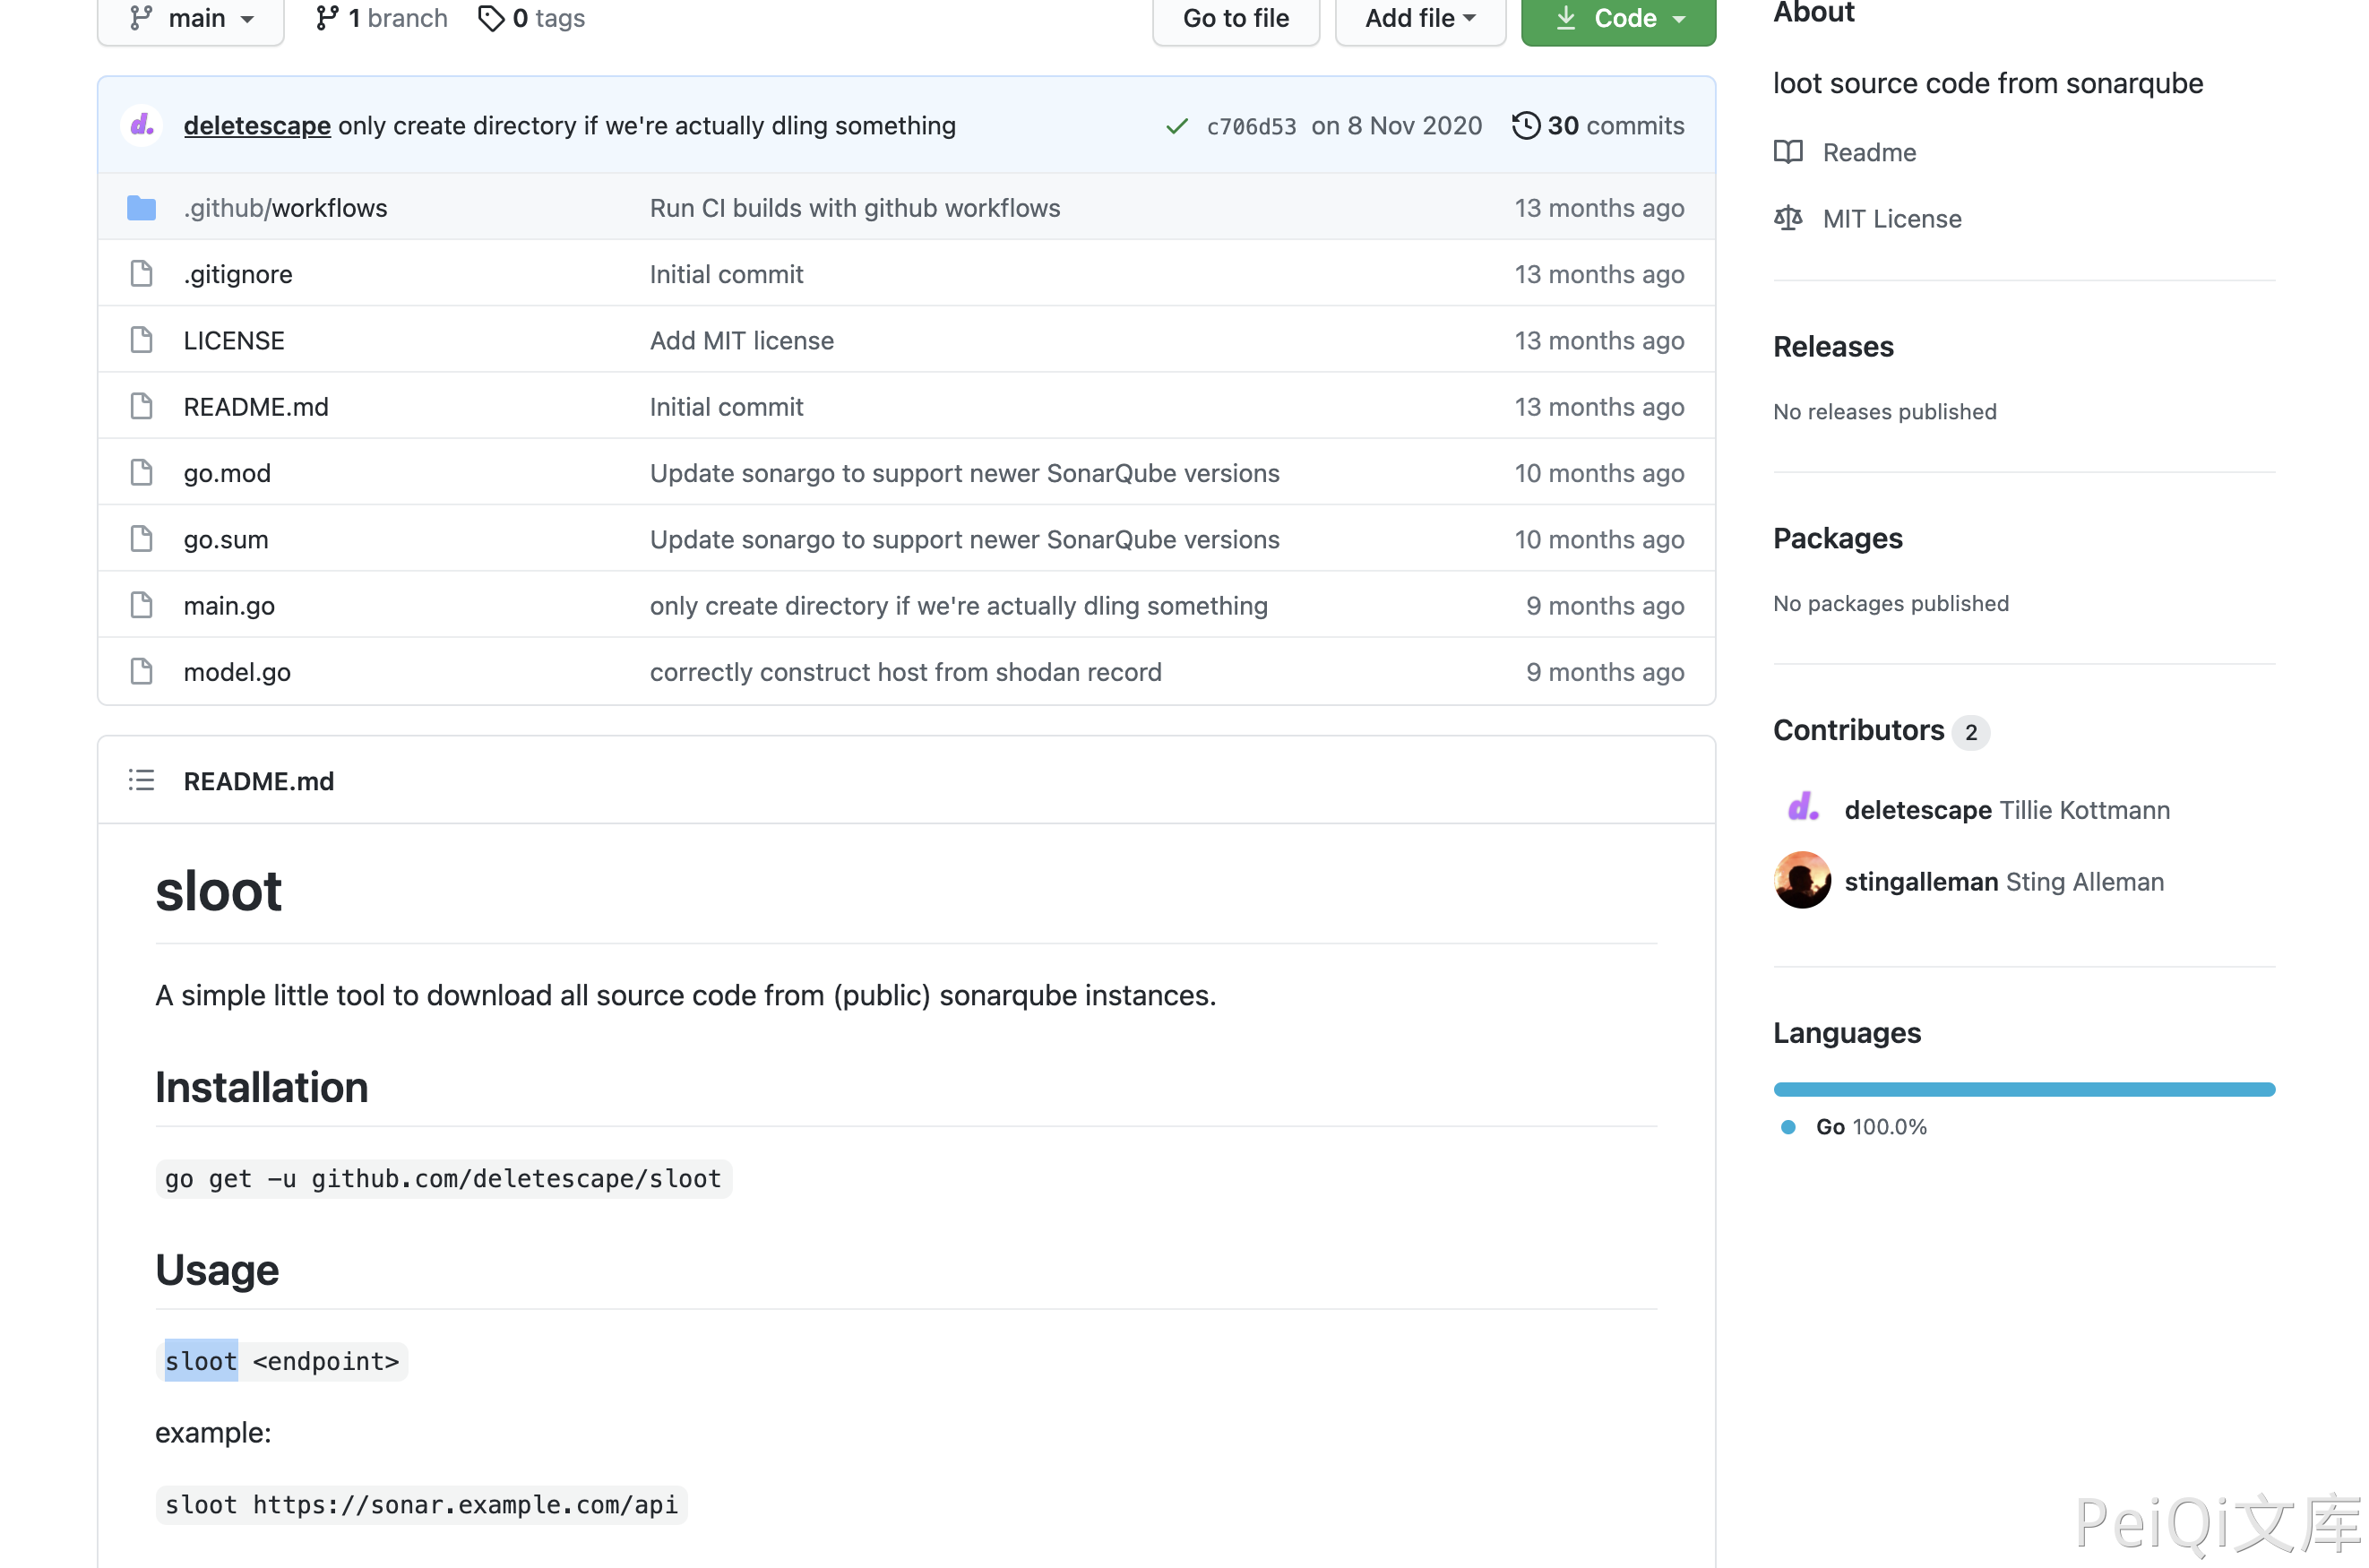 main
1 branch
0 tags
Go to file
Add file
Code
deletescape only create directory if we're actually dling something
c706d53 on 8 Nov 2020
30 commits
.github/workflows Run CI builds with github workflows 13 months ago
.gitignore Initial commit 13 months ago
LICENSE Add MIT license 13 months ago
README.md Initial commit 13 months ago
go.mod Update sonargo to support newer SonarQube versions 10 months ago
go.sum Update sonargo to support newer SonarQube versions 10 months ago
main.go only create directory if we're actually dling something 9 months ago
model.go correctly construct host from shodan record 9 months ago
README.md
sloot
A simple little tool to download all source code from (public) sonarqube instances.
Installation
go get -u github.com/deletescape/sloot
Usage
sloot <endpoint>
example:
sloot https://sonar.example.com/api
About
loot source code from sonarqube
Readme
MIT License
Releases
No releases published
Packages
No packages published
Contributors 2
d. deletescape Tillie Kottmann
stingalleman Sting Alleman
Languages
Go 100.0%
PeiQi文库